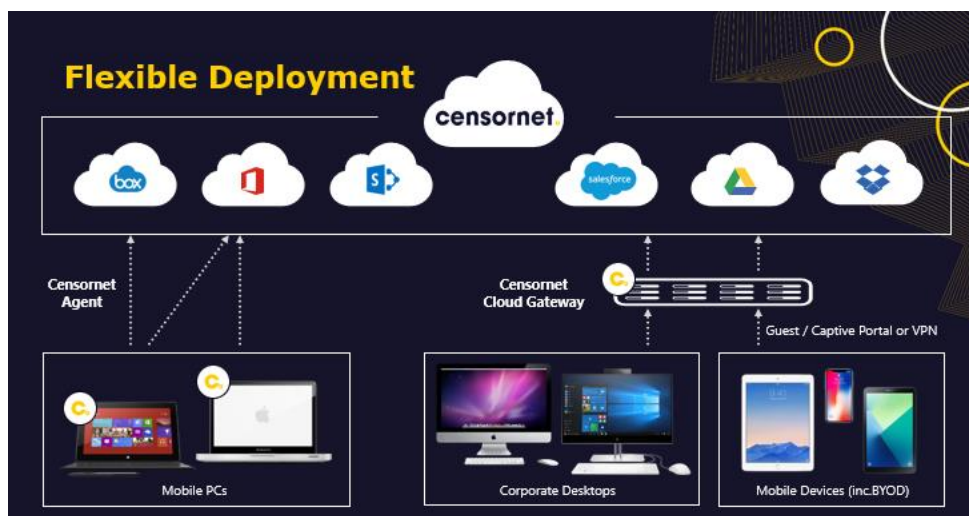 Flexible Deployment
censornet.
box
S
salesforce
Censornet
Agent
Censornet
Cloud Gateway
C.
Guest / Captive Portal or VPN
C.
C.
Mobile PCs
Corporate Desktops
Mobile Devices (inc.BYOD)